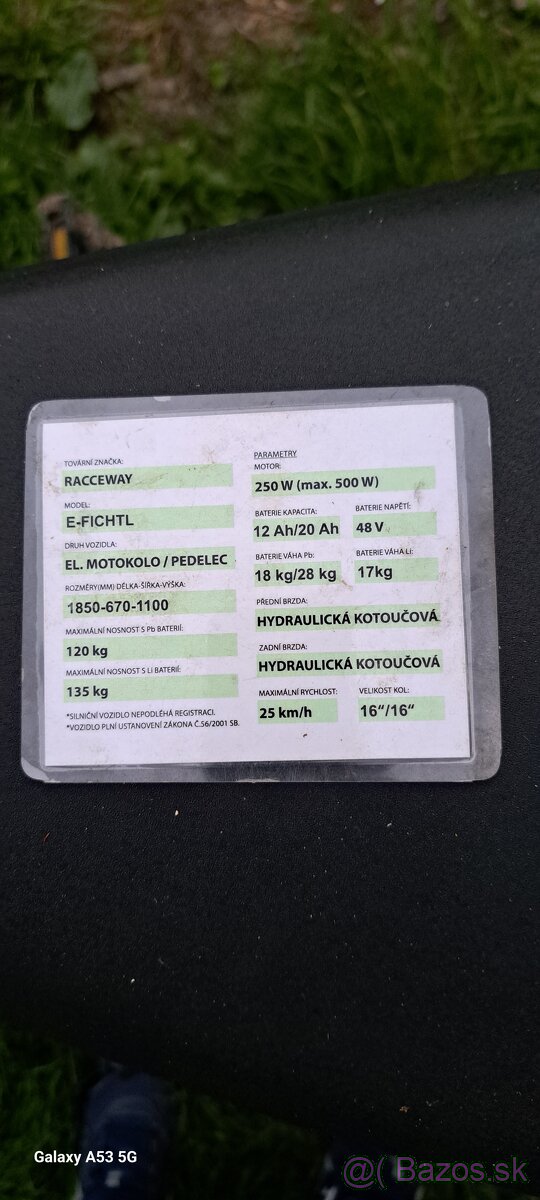 TOVÁRNÍ ZNAČKA:
RACCEWAY
MODEL:
E-FICHTL
DRUH VOZIDLA:
EL. MOTOKOLO / PEDELEC
ROZMĚRY(MM) DÉLKA-ŠÍŘKA-VÝŠKA:
1850-670-1100
MAXIMÁLNÍ NOSNOST S Pb BATERIÍ:
120 kg
MAXIMÁLNÍ NOSNOST S LI BATERIÍ:
135 kg
*SILNIČNÍ VOZIDLO NEPODLÉHÁ REGISTRACI.
*VOZIDLO PLNÍ USTANOVENÍ ZÁKONA Č.56/2001 SB.
PARAMETRY
MOTOR:
250 W (max. 500 W)
BATERIE KAPACITA: BATERIE NAPĚTÍ:
12 Ah/20 Ah 48 V
BATERIE VÁHA Pb: BATERIE VÁHA LI:
18 kg/28 kg 17kg
PŘEDNÍ BRZDA:
HYDRAULICKÁ KOTOUČOVÁ
ZADNÍ BRZDA:
HYDRAULICKÁ KOTOUČOVÁ
MAXIMÁLNÍ RYCHLOST: VELIKOST KOL:
25 km/h 16“/16“
Galaxy A53 5G
@( Bazos.sk